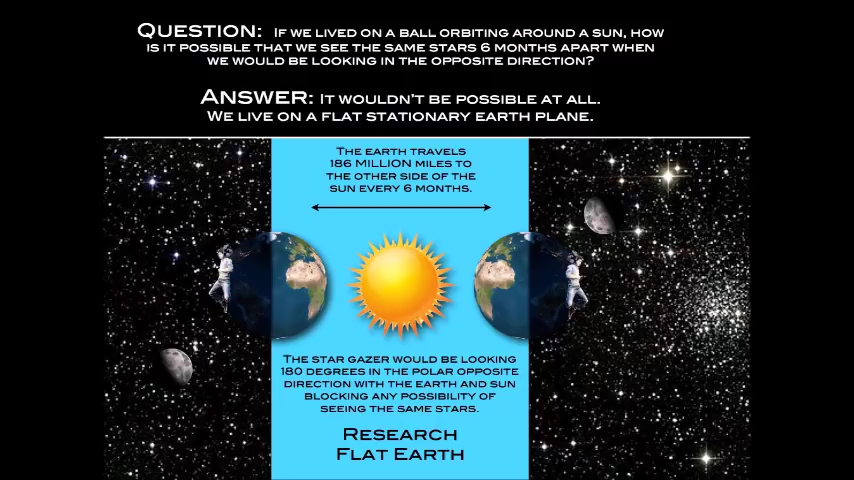 QUESTION: IF WE LIVED ON A BALL ORBITING AROUND A SUN, HOW
IS IT POSSIBLE THAT WE SEE THE SAME STARS 6 MONTHS APART WHEN
WE WOULD BE LOOKING IN THE OPPOSITE DIRECTION?
ANSWER: IT WOULDN'T BE POSSIBLE AT ALL.
WE LIVE ON A FLAT STATIONARY EARTH PLANE.
THE EARTH TRAVELS
186 MILLION MILES TO
THE OTHER SIDE OF THE
SUN EVERY 6 MONTHS.
THE STAR GAZER WOULD BE LOOKING
180 DEGREES IN THE POLAR OPPOSITE
DIRECTION WITH THE EARTH AND SUN
BLOCKING ANY POSSIBILITY OF
SEEING THE SAME STARS.
RESEARCH
FLAT EARTH